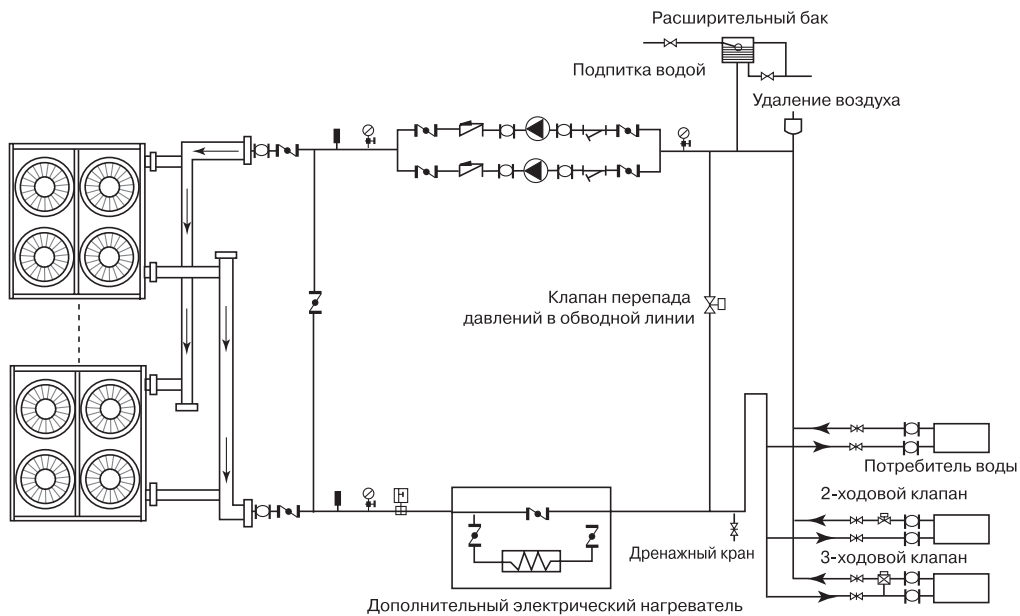 Расширительный бак
Подпитка водой
Удаление воздуха
Клапан перепада
давлений в обводной линии
Потребитель воды
2-ходовой клапан
Дренажный кран
3-ходовой клапан
Дополнительный электрический нагреватель